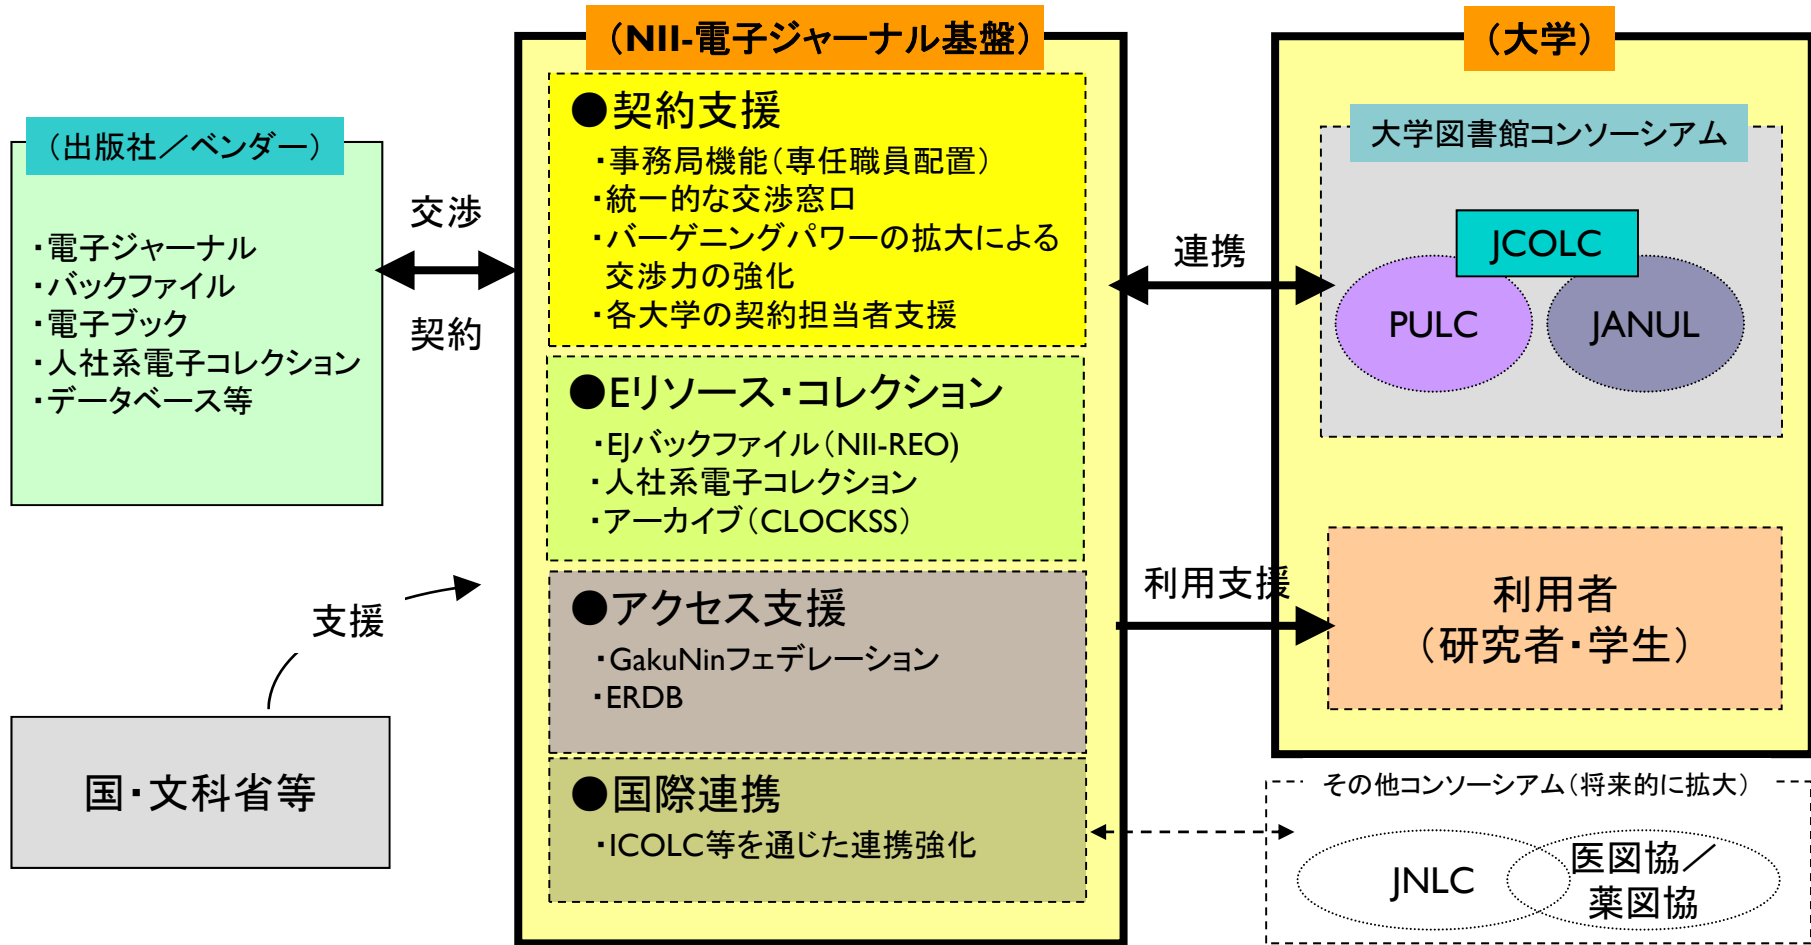 （出版社／ベンダー）
・電子ジャーナル
・バックファイル
・電子ブック
・人社系電子コレクション
・データベース等
交渉
契約
支援
国・文科省等
（NII-電子ジャーナル基盤）
●契約支援
・事務局機能（専任職員配置）
・統一的な交渉窓口
・バーゲニングパワーの拡大による
交渉力の強化
・各大学の契約担当者支援
●Eリソース・コレクション
・EJバックファイル（NII-REO)
・人社系電子コレクション
・アーカイブ（CLOCKSS）
●アクセス支援
・GakuNinフェデレーション
・ERDB
●国際連携
・ICOLC等を通じた連携強化
連携
利用支援
（大学）
大学図書館コンソーシアム
JCOLC
PULC
JANUL
利用者
（研究者・学生）
その他コンソーシアム（将来的に拡大）
JNLC
医図協／
薬図協